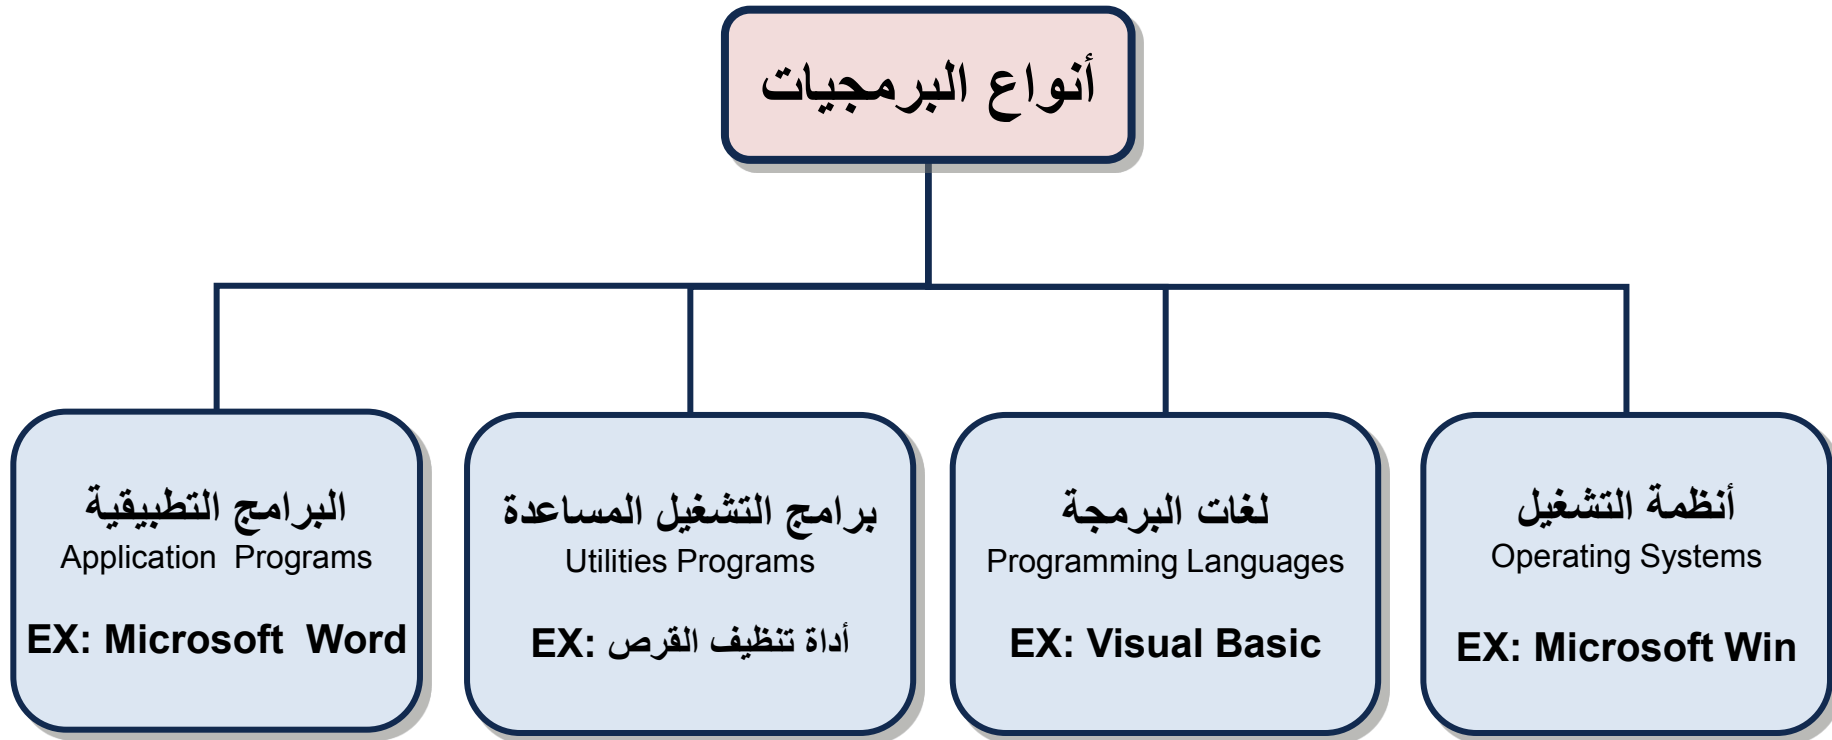 أنواع البرمجيات
أنظمة التشغيل
Operating Systems
EX: Microsoft Win
لغات البرمجة
Programming Languages
EX: Visual Basic
برامج التشغيل المساعدة
Utilities Programs
EX: أداة تنظيف القرص
البرامج التطبيقية
Application Programs
EX: Microsoft Word